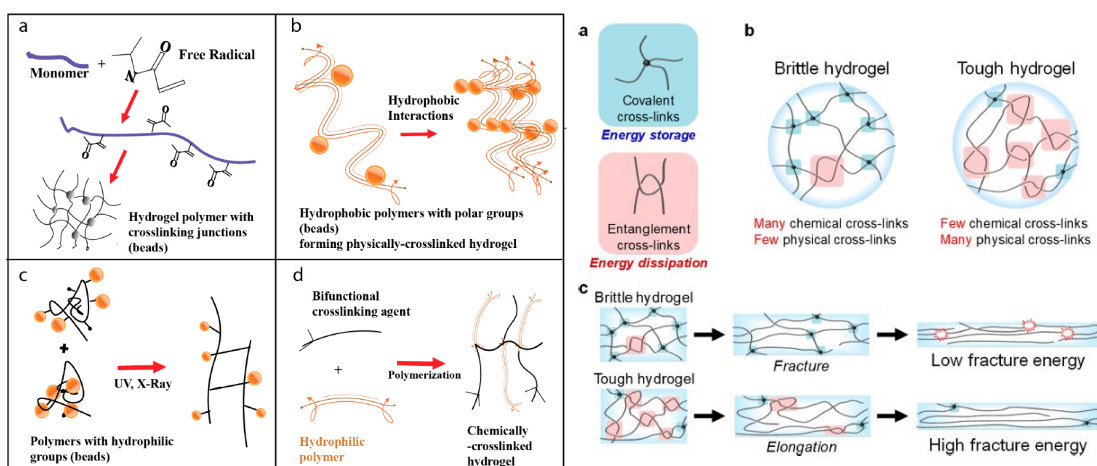 a
Monomer
+
N
O
Free Radical
O
O
O
O
Hydrogel polymer with
crosslinking junctions
(beads)
b
Hydrophobic
Interactions
Hydrophobic polymers with polar groups
(beads)
forming physically-crosslinked hydrogel
c
+
UV, X-Ray
Polymers with hydrophilic
groups (beads)
d
Bifunctional
crosslinking agent
+
Polymerization
Hydrophilic
polymer
Chemically
-crosslinked
hydrogel
a
Covalent
cross-links
Energy storage
Entanglement
cross-links
Energy dissipation
b
Brittle hydrogel
Many chemical cross-links
Few physical cross-links
Tough hydrogel
Few chemical cross-links
Many physical cross-links
c
Brittle hydrogel
Fracture
Low fracture energy
Tough hydrogel
Elongation
High fracture energy